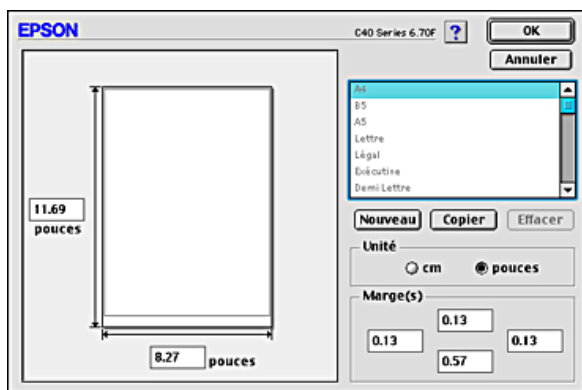 EPSON
C40 Series 6.70F
?
OK
Annuler
A4
B5
A5
Lettre
Légal
Exécutive
Demi Lettre
11.69
pouces
8.27 pouces
Nouveau
Copier
Effacer
Unité
cm
pouces
Marge(s)
0.13
0.13
0.13
0.57